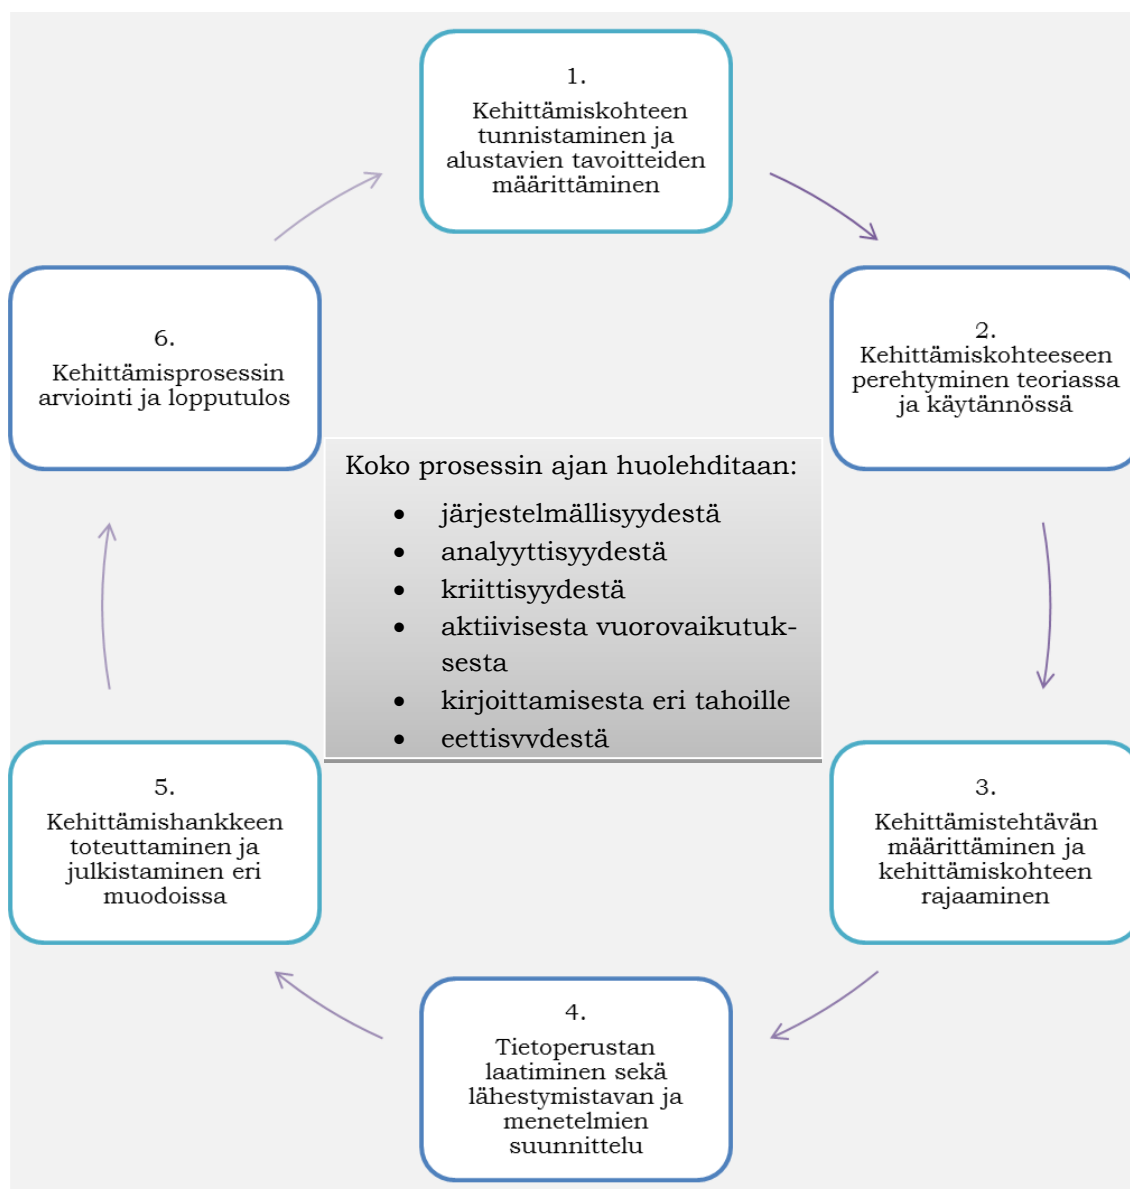 1.
Kehittämiskohteen
tunnistaminen ja
alustavien tavoitteiden
määrittäminen
2.
Kehittämiskohteeseen
perehtyminen teoriassa
ja käytännössä
3.
Kehittämistehtävän
määrittäminen ja
kehittämiskohteen
rajaaminen
4.
Tietoperustan
laatiminen sekä
lähestymistavan ja
menetelmien
suunnittelu
5.
Kehittämishankkeen
toteuttaminen ja
julkistaminen eri
muodoissa
6.
Kehittämisprosessin
arviointi ja lopputulos
Koko prosessin ajan huolehditaan:
• järjestelmällisyydestä
• analyyttisyydestä
• kriittisyydestä
• aktiivisesta vuorovaikutuk-
sesta
• kirjoittamisesta eri tahoille
• eettisyydestä